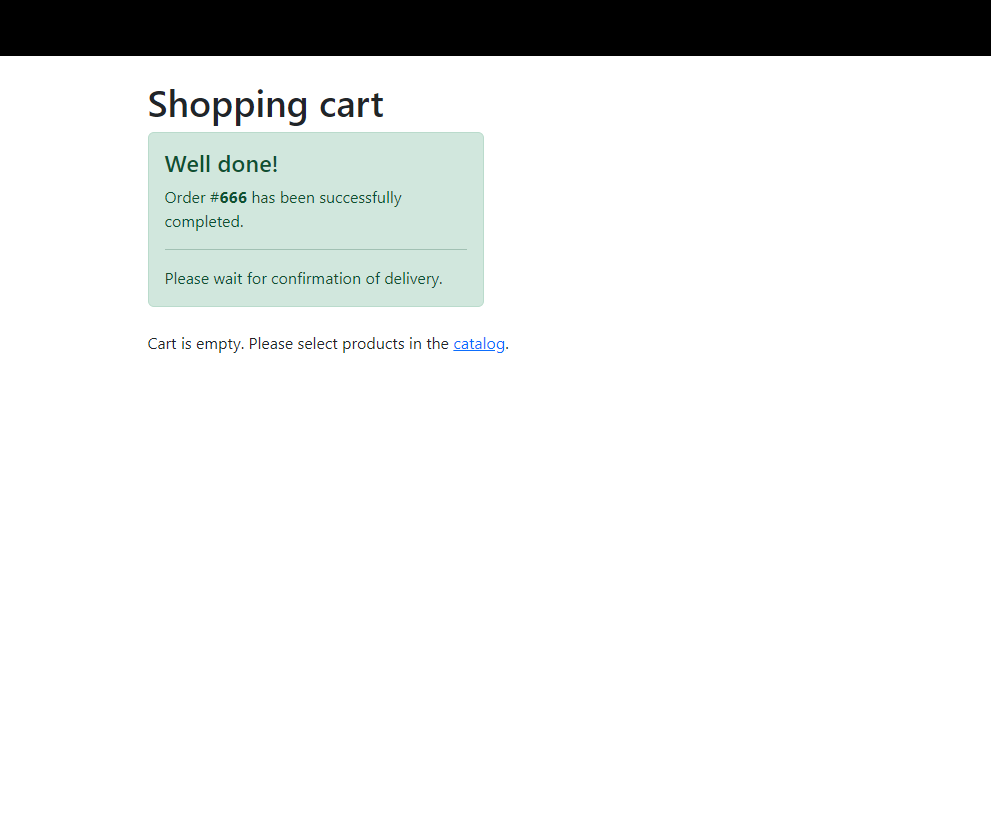 Shopping cart
Well done!
Order #666 has been successfully
completed.
Please wait for confirmation of delivery.
Cart is empty. Please select products in the catalog.